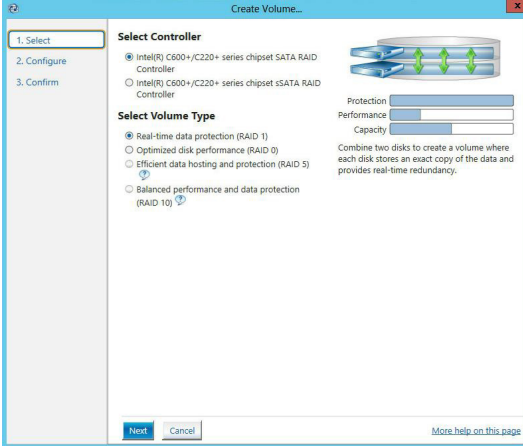 Create Volume...
x
1. Select
2. Configure
3. Confirm
Select Controller
Intel(R) C600+/C220+ series chipset SATA RAID
Controller
Intel(R) C600+/C220+ series chipset sSATA RAID
Controller
Select Volume Type
Real-time data protection (RAID 1)
Optimized disk performance (RAID 0)
Efficient data hosting and protection (RAID 5)
?
Balanced performance and data protection
(RAID 10) ?
Protection
Performance
Capacity
Combine two disks to create a volume where
each disk stores an exact copy of the data and
provides real-time redundancy.
Next
Cancel
More help on this page